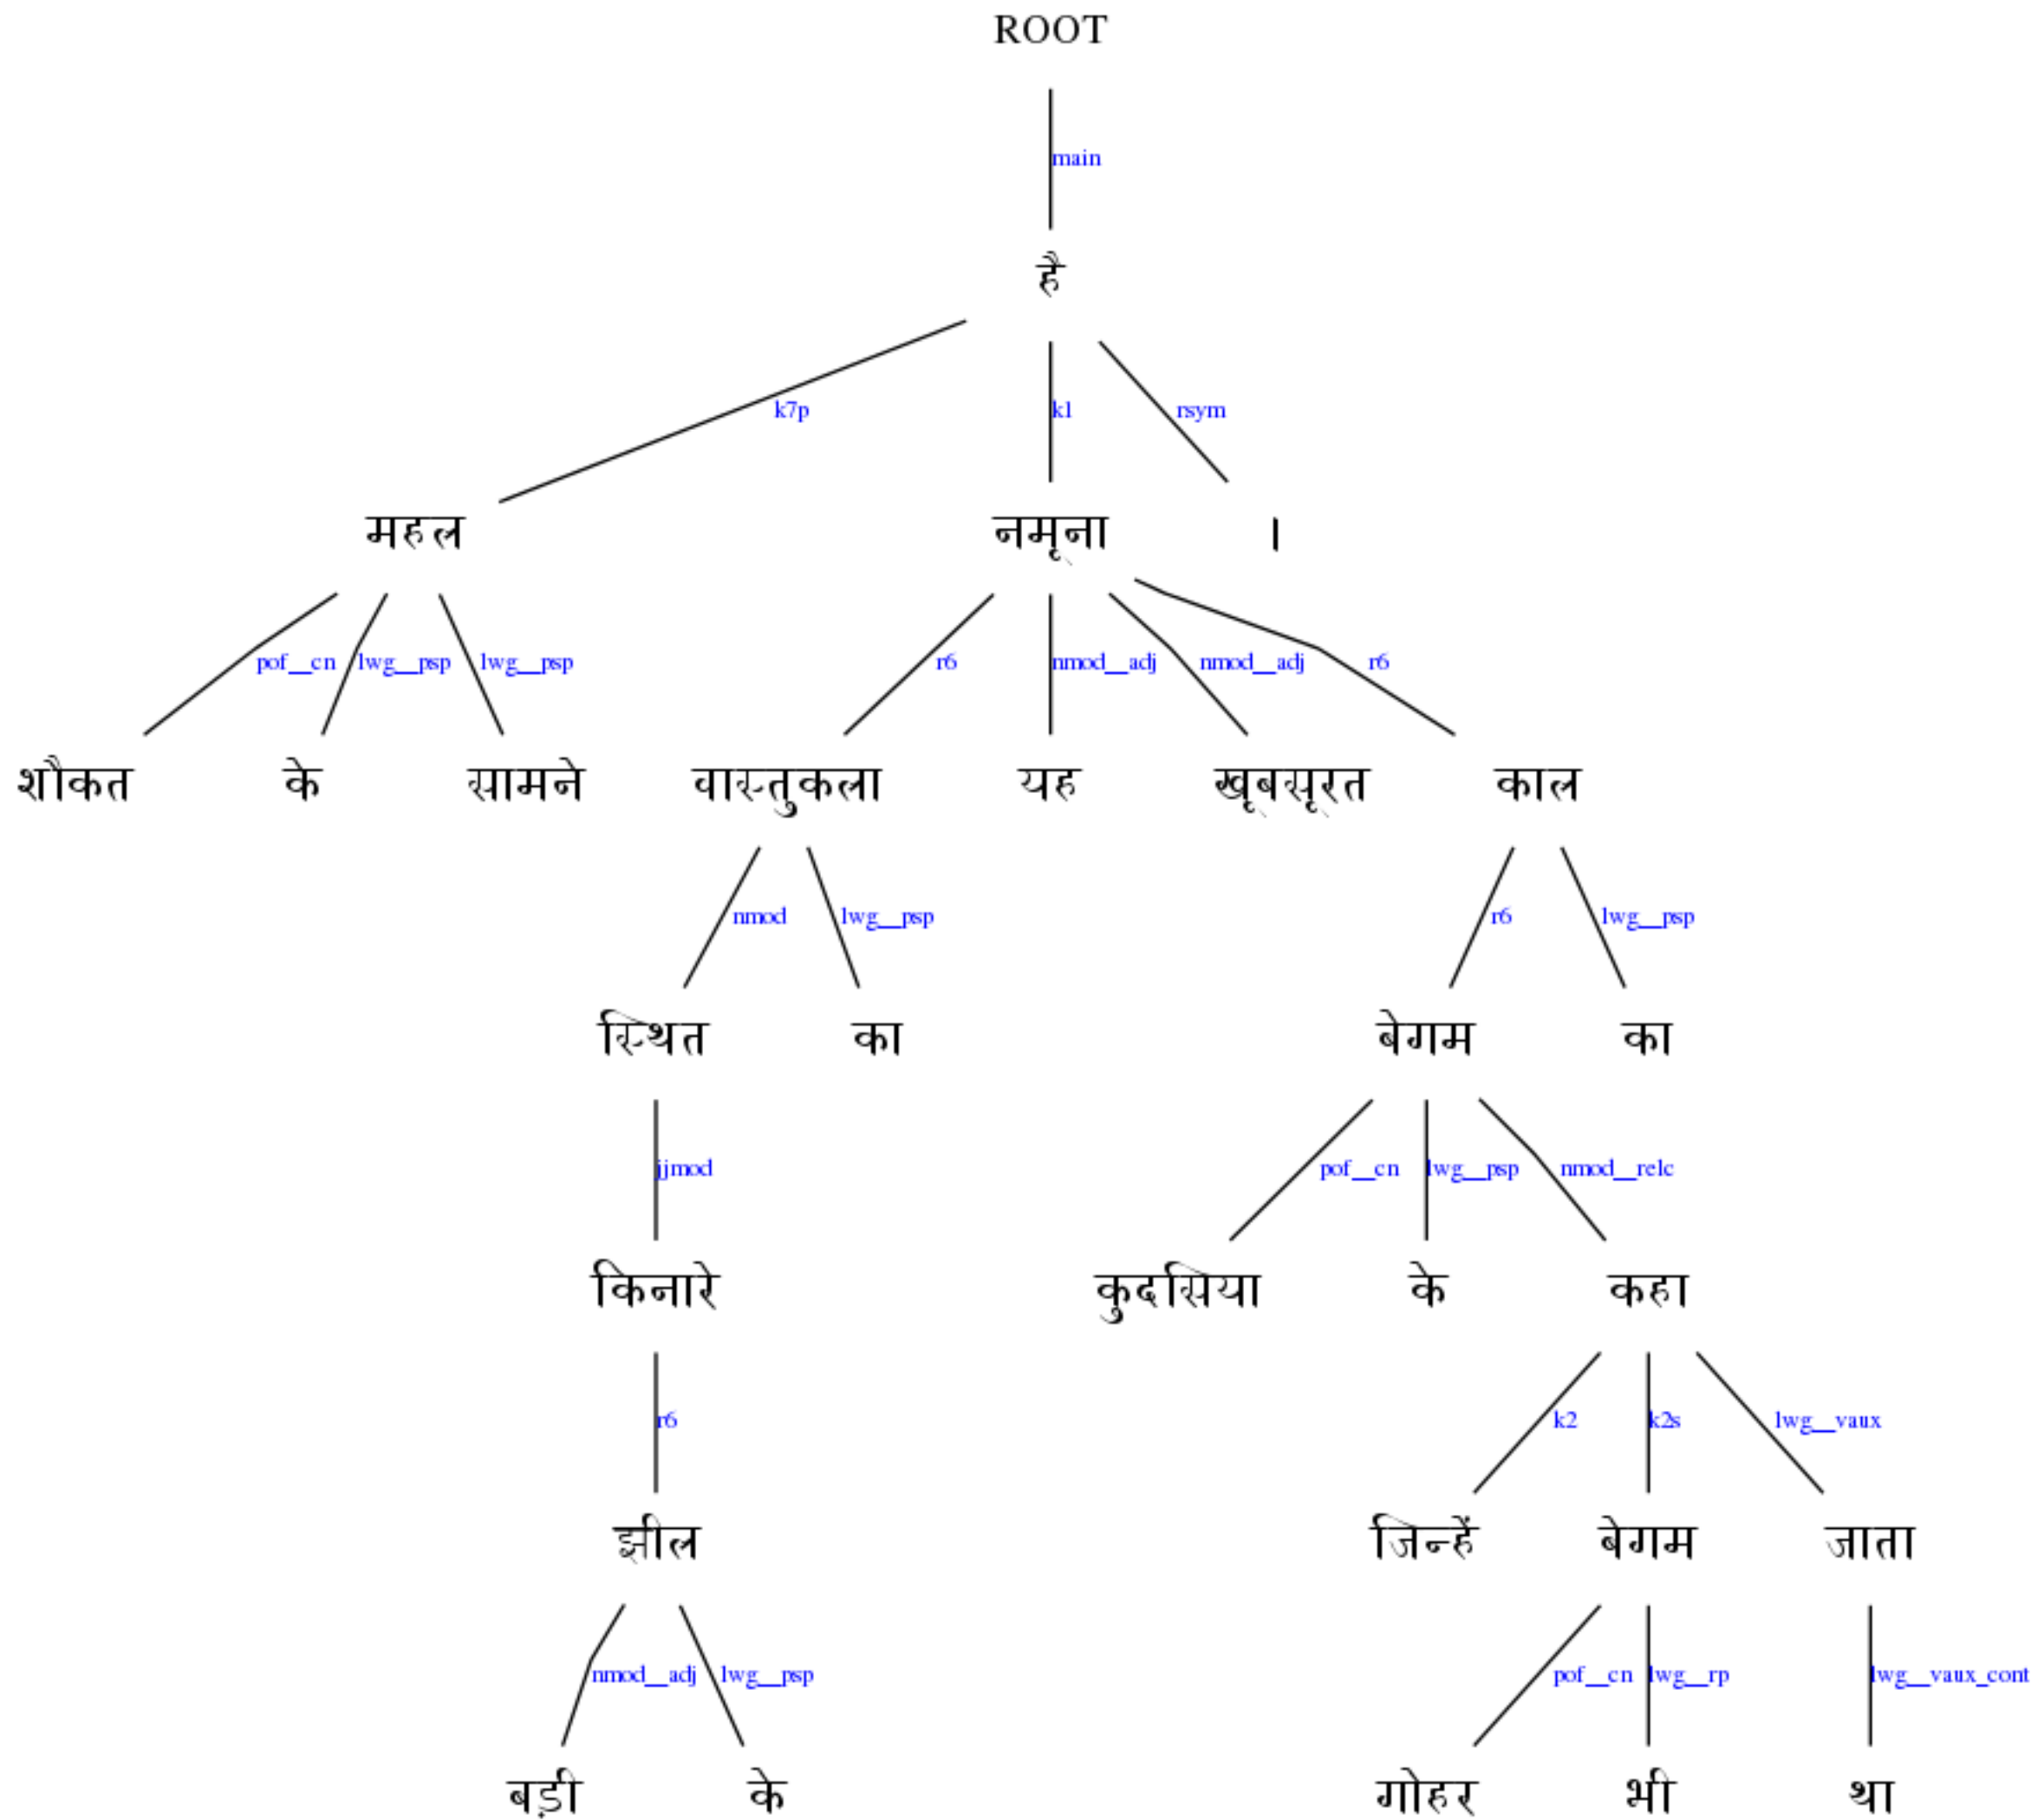 ROOT
main
है
k7p k1 rsym
महल नमूना ।
pof__cn lwg__psp lwg__psp r6 nmod__adj nmod__adj r6
शौकत के सामने वास्तुकला यह खूबसूरत काल
nmod lwg__psp r6 lwg__psp
स्थित का बेगम का
jjmod pof__cn lwg__psp nmod__relc
किनारे कुदसिया के कहा
r6 k2 k2s lwg__vaux
झील जिन्हें बेगम जाता
nmod__adj lwg__psp pof__cn lwg__rp lwg__vaux_cont
बड़ी के गोहर भी था